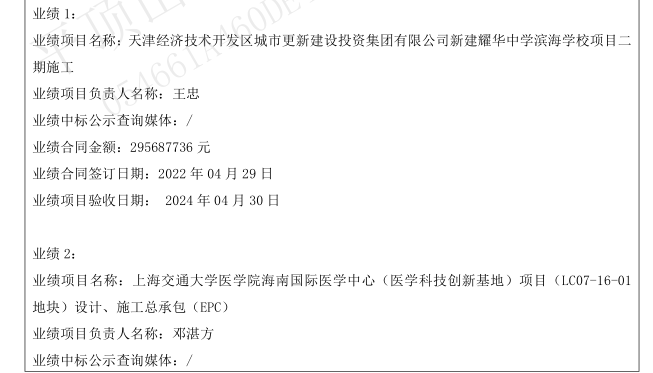 业绩 1：
业绩项目名称：天津经济技术开发区城市更新建设投资集团有限公司新建耀华中学滨海学校项目二
期施工
业绩项目负责人名称：王忠
业绩中标公示查询媒体：/
业绩合同金额：295687736 元
业绩合同签订日期：2022 年 04 月 29 日
业绩项目验收日期： 2024 年 04 月 30 日
业绩 2：
业绩项目名称：上海交通大学医学院海南国际医学中心（医学科技创新基地）项目（LC07-16-01
地块）设计、施工总承包（EPC）
业绩项目负责人名称：邓湛方
业绩中标公示查询媒体：/